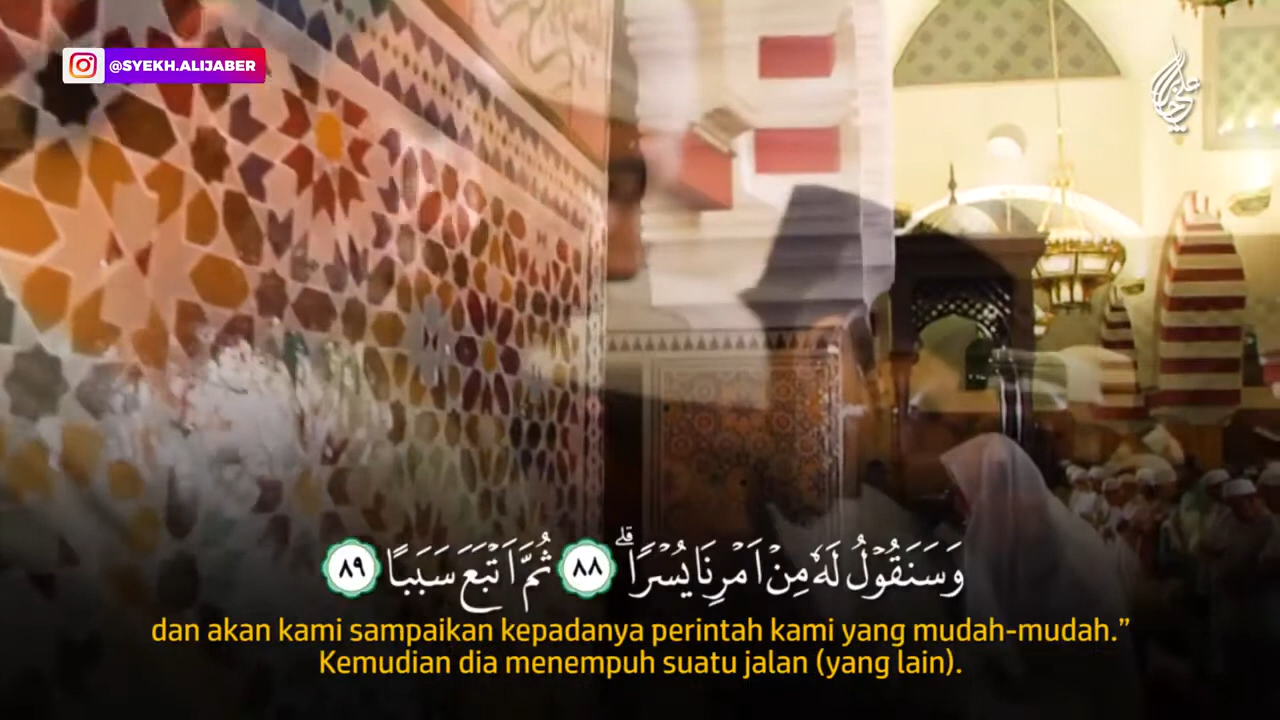 @SYEKH.ALIJABER
وَسَنَقُوْلُ لَهٗ مِنْ اَمْرِنَا يُسْرًا ۗ ٨٨ ثُمَّ اَتْبَعَ سَبَبًا ٨٩
dan akan kami sampaikan kepadanya perintah kami yang mudah-mudah.”
Kemudian dia menempuh suatu jalan (yang lain).